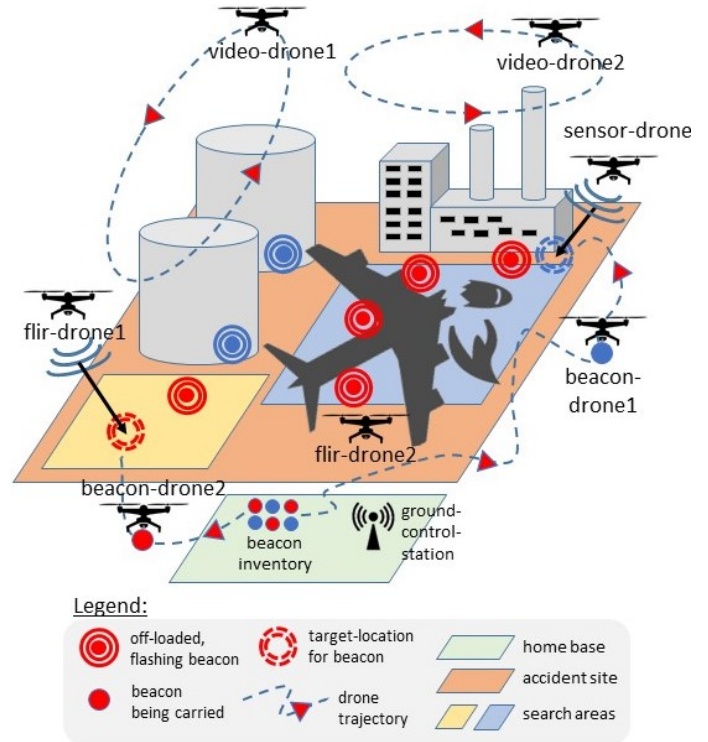 video-drone1
video-drone2
sensor-drone
flir-drone1
beacon-
drone1
flir-drone2
beacon-drone2
beacon
inventory
ground-
control-
station
Legend:
off-loaded,
flashing beacon
target-location
for beacon
home base
accident site
beacon
being carried
drone
trajectory
search areas